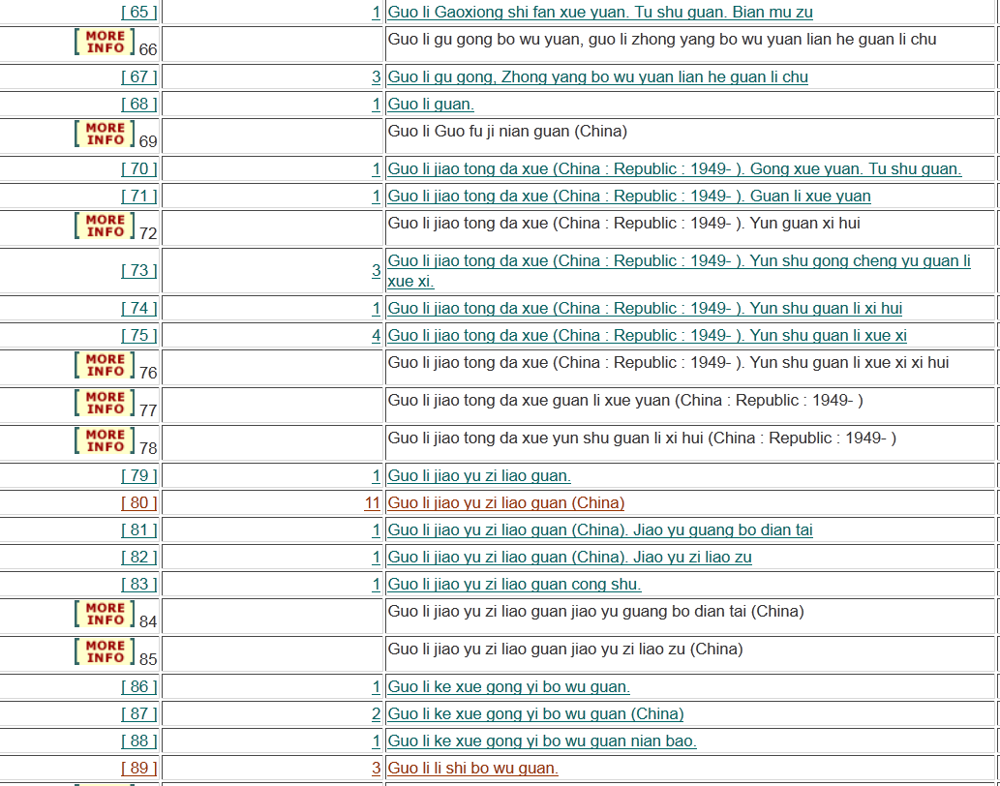 [ 65 ] 1 Guo li Gaoxiong shi fan xue yuan. Tu shu guan. Bian mu zu
[ MORE INFO ] 66 Guo li gu gong bo wu yuan, guo li zhong yang bo wu yuan lian he guan li chu
[ 67 ] 3 Guo li gu gong, Zhong yang bo wu yuan lian he guan li chu
[ 68 ] 1 Guo li guan.
[ MORE INFO ] 69 Guo li Guo fu ji nian guan (China)
[ 70 ] 1 Guo li jiao tong da xue (China : Republic : 1949- ). Gong xue yuan. Tu shu guan.
[ 71 ] 1 Guo li jiao tong da xue (China : Republic : 1949- ). Guan li xue yuan
[ MORE INFO ] 72 Guo li jiao tong da xue (China : Republic : 1949- ). Yun guan xi hui
[ 73 ] 3 Guo li jiao tong da xue (China : Republic : 1949- ). Yun shu gong cheng yu guan li
xue xi.
[ 74 ] 1 Guo li jiao tong da xue (China : Republic : 1949- ). Yun shu guan li xi hui
[ 75 ] 4 Guo li jiao tong da xue (China : Republic : 1949- ). Yun shu guan li xue xi
[ MORE INFO ] 76 Guo li jiao tong da xue (China : Republic : 1949- ). Yun shu guan li xue xi xi hui
[ MORE INFO ] 77 Guo li jiao tong da xue guan li xue yuan (China : Republic : 1949- )
[ MORE INFO ] 78 Guo li jiao tong da xue yun shu guan li xi hui (China : Republic : 1949- )
[ 79 ] 1 Guo li jiao yu zi liao guan.
[ 80 ] 11 Guo li jiao yu zi liao guan (China)
[ 81 ] 1 Guo li jiao yu zi liao guan (China). Jiao yu guang bo dian tai
[ 82 ] 1 Guo li jiao yu zi liao guan (China). Jiao yu zi liao zu
[ 83 ] 1 Guo li jiao yu zi liao guan cong shu.
[ MORE INFO ] 84 Guo li jiao yu zi liao guan jiao yu guang bo dian tai (China)
[ MORE INFO ] 85 Guo li jiao yu zi liao guan jiao yu zi liao zu (China)
[ 86 ] 1 Guo li ke xue gong yi bo wu guan.
[ 87 ] 2 Guo li ke xue gong yi bo wu guan (China)
[ 88 ] 1 Guo li ke xue gong yi bo wu guan nian bao.
[ 89 ] 3 Guo li li shi bo wu guan.